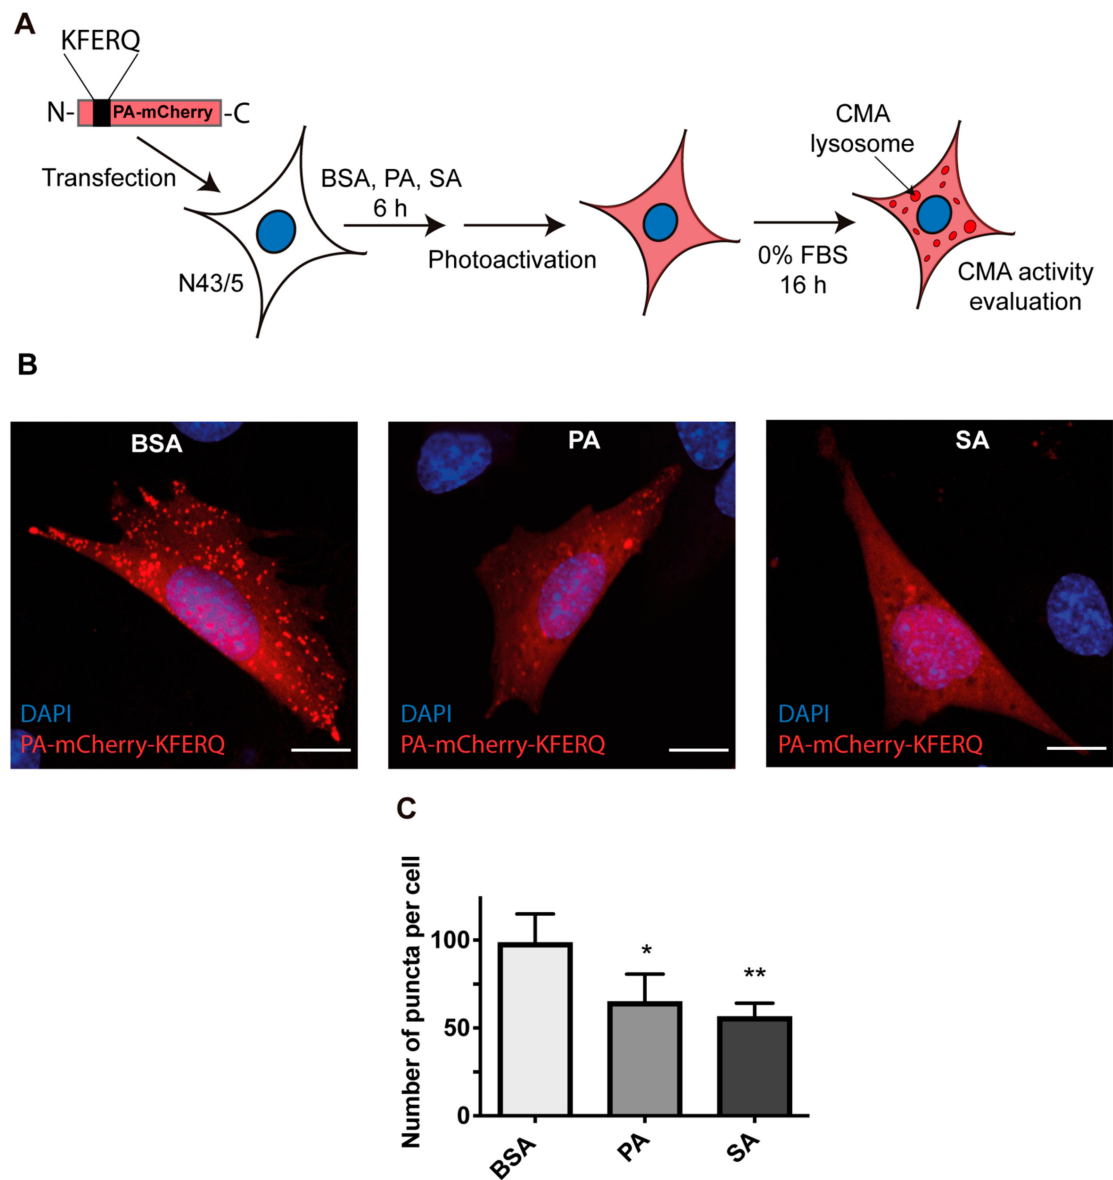 A
KFERQ
N-
PA-mCherry
-C
Transfection
N43/5
BSA, PA, SA
6 h
Photoactivation
0% FBS
16 h
CMA
lysosome
CMA activity
evaluation
B
BSA
DAPI
PA-mCherry-KFERQ
PA
DAPI
PA-mCherry-KFERQ
SA
DAPI
PA-mCherry-KFERQ
C
Number of puncta per cell
100
50
0
*
**
BSA
PA
SA